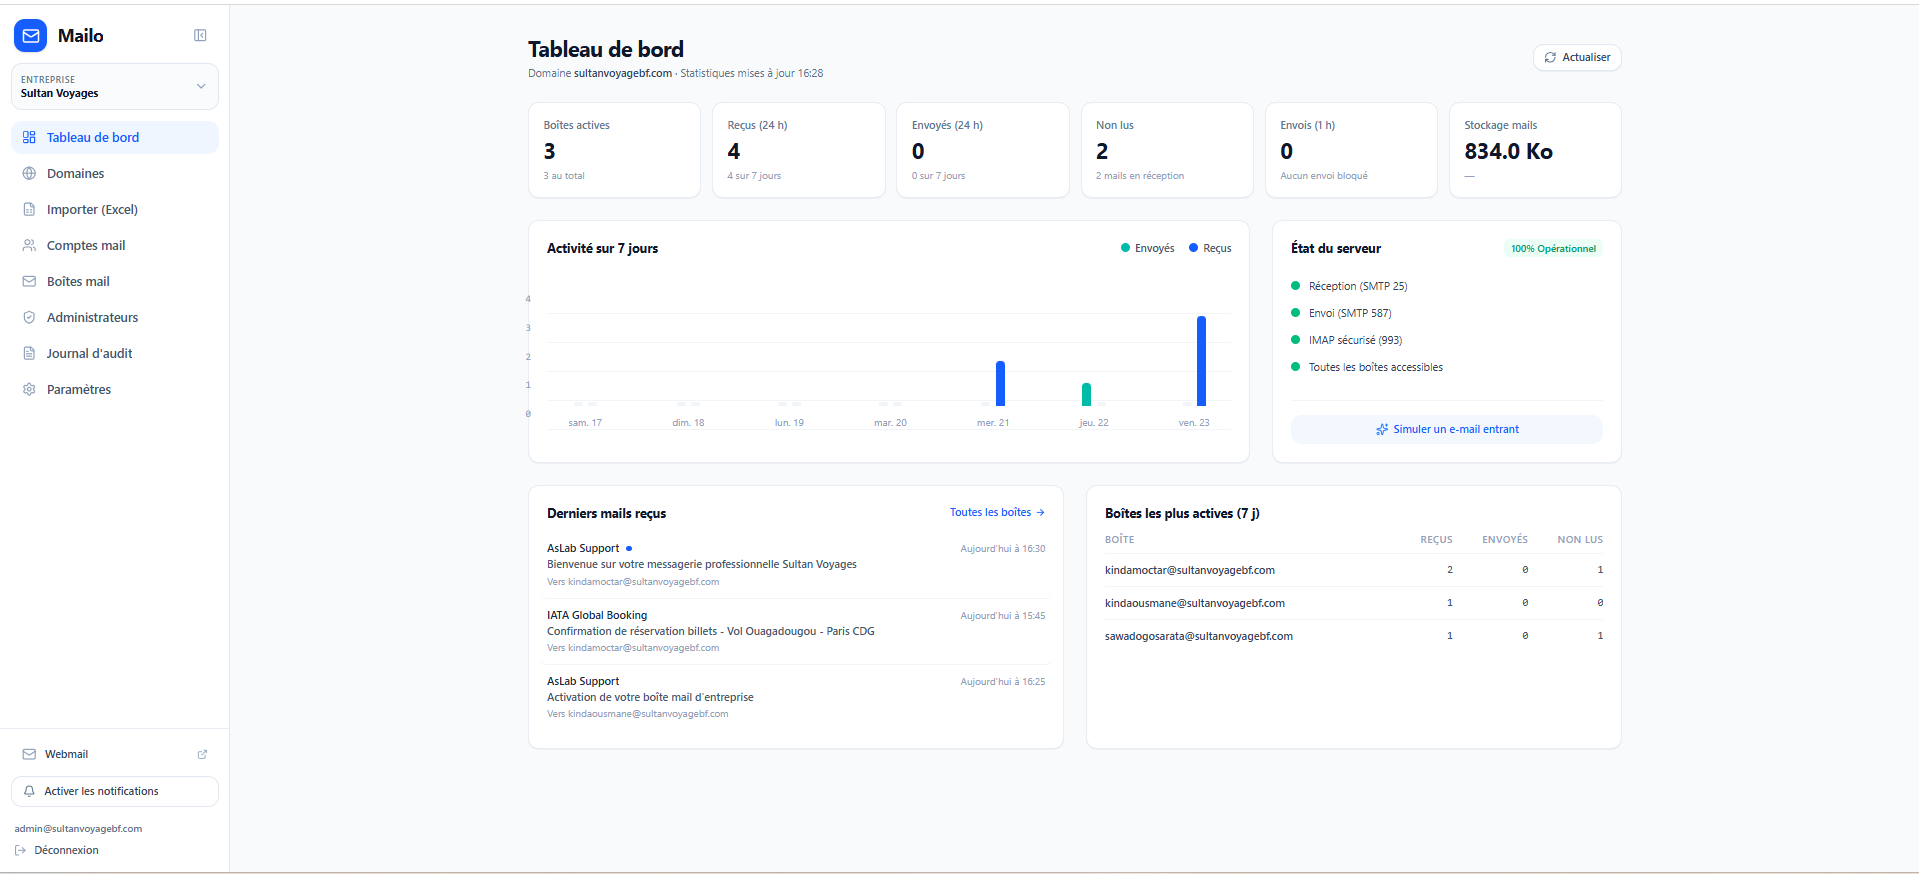 Mailo
ENTREPRISE
Sultan Voyages
Tableau de bord
Domaines
Importer (Excel)
Comptes mail
Boîtes mail
Administrateurs
Journal d'audit
Paramètres
Webmail
Activer les notifications
admin@sultanvoyagebf.com
Déconnexion
Tableau de bord
Domaine sultanvoyagebf.com · Statistiques mises à jour 16:28
Actualiser
Boîtes actives
3
3 au total
Reçus (24 h)
4
4 sur 7 jours
Envoyés (24 h)
0
0 sur 7 jours
Non lus
2
2 mails en réception
Envois (1 h)
0
Aucun envoi bloqué
Stockage mails
834.0 Ko
—
Activité sur 7 jours
Envoyés Reçus
4
3
2
1
0
sam. 17 dim. 18 lun. 19 mar. 20 mer. 21 jeu. 22 ven. 23
État du serveur
100% Opérationnel
Réception (SMTP 25)
Envoi (SMTP 587)
IMAP sécurisé (993)
Toutes les boîtes accessibles
Simuler un e-mail entrant
Derniers mails reçus
Toutes les boîtes →
AsLab Support Aujourd'hui à 16:30
Bienvenue sur votre messagerie professionnelle Sultan Voyages
Vers kindamoctar@sultanvoyagebf.com
IATA Global Booking Aujourd'hui à 15:45
Confirmation de réservation billets - Vol Ouagadougou - Paris CDG
Vers kindamoctar@sultanvoyagebf.com
AsLab Support Aujourd'hui à 16:25
Activation de votre boîte mail d'entreprise
Vers kindaousmane@sultanvoyagebf.com
Boîtes les plus actives (7 j)
BOÎTE REÇUS ENVOYÉS NON LUS
kindamoctar@sultanvoyagebf.com 2 0 1
kindaousmane@sultanvoyagebf.com 1 0 0
sawadogosarata@sultanvoyagebf.com 1 0 1